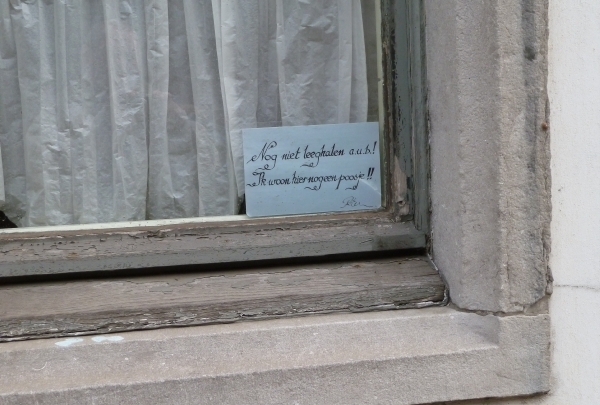 Nog niet leeghalen a.u.b!
Ik woon hier nog een poosje!!